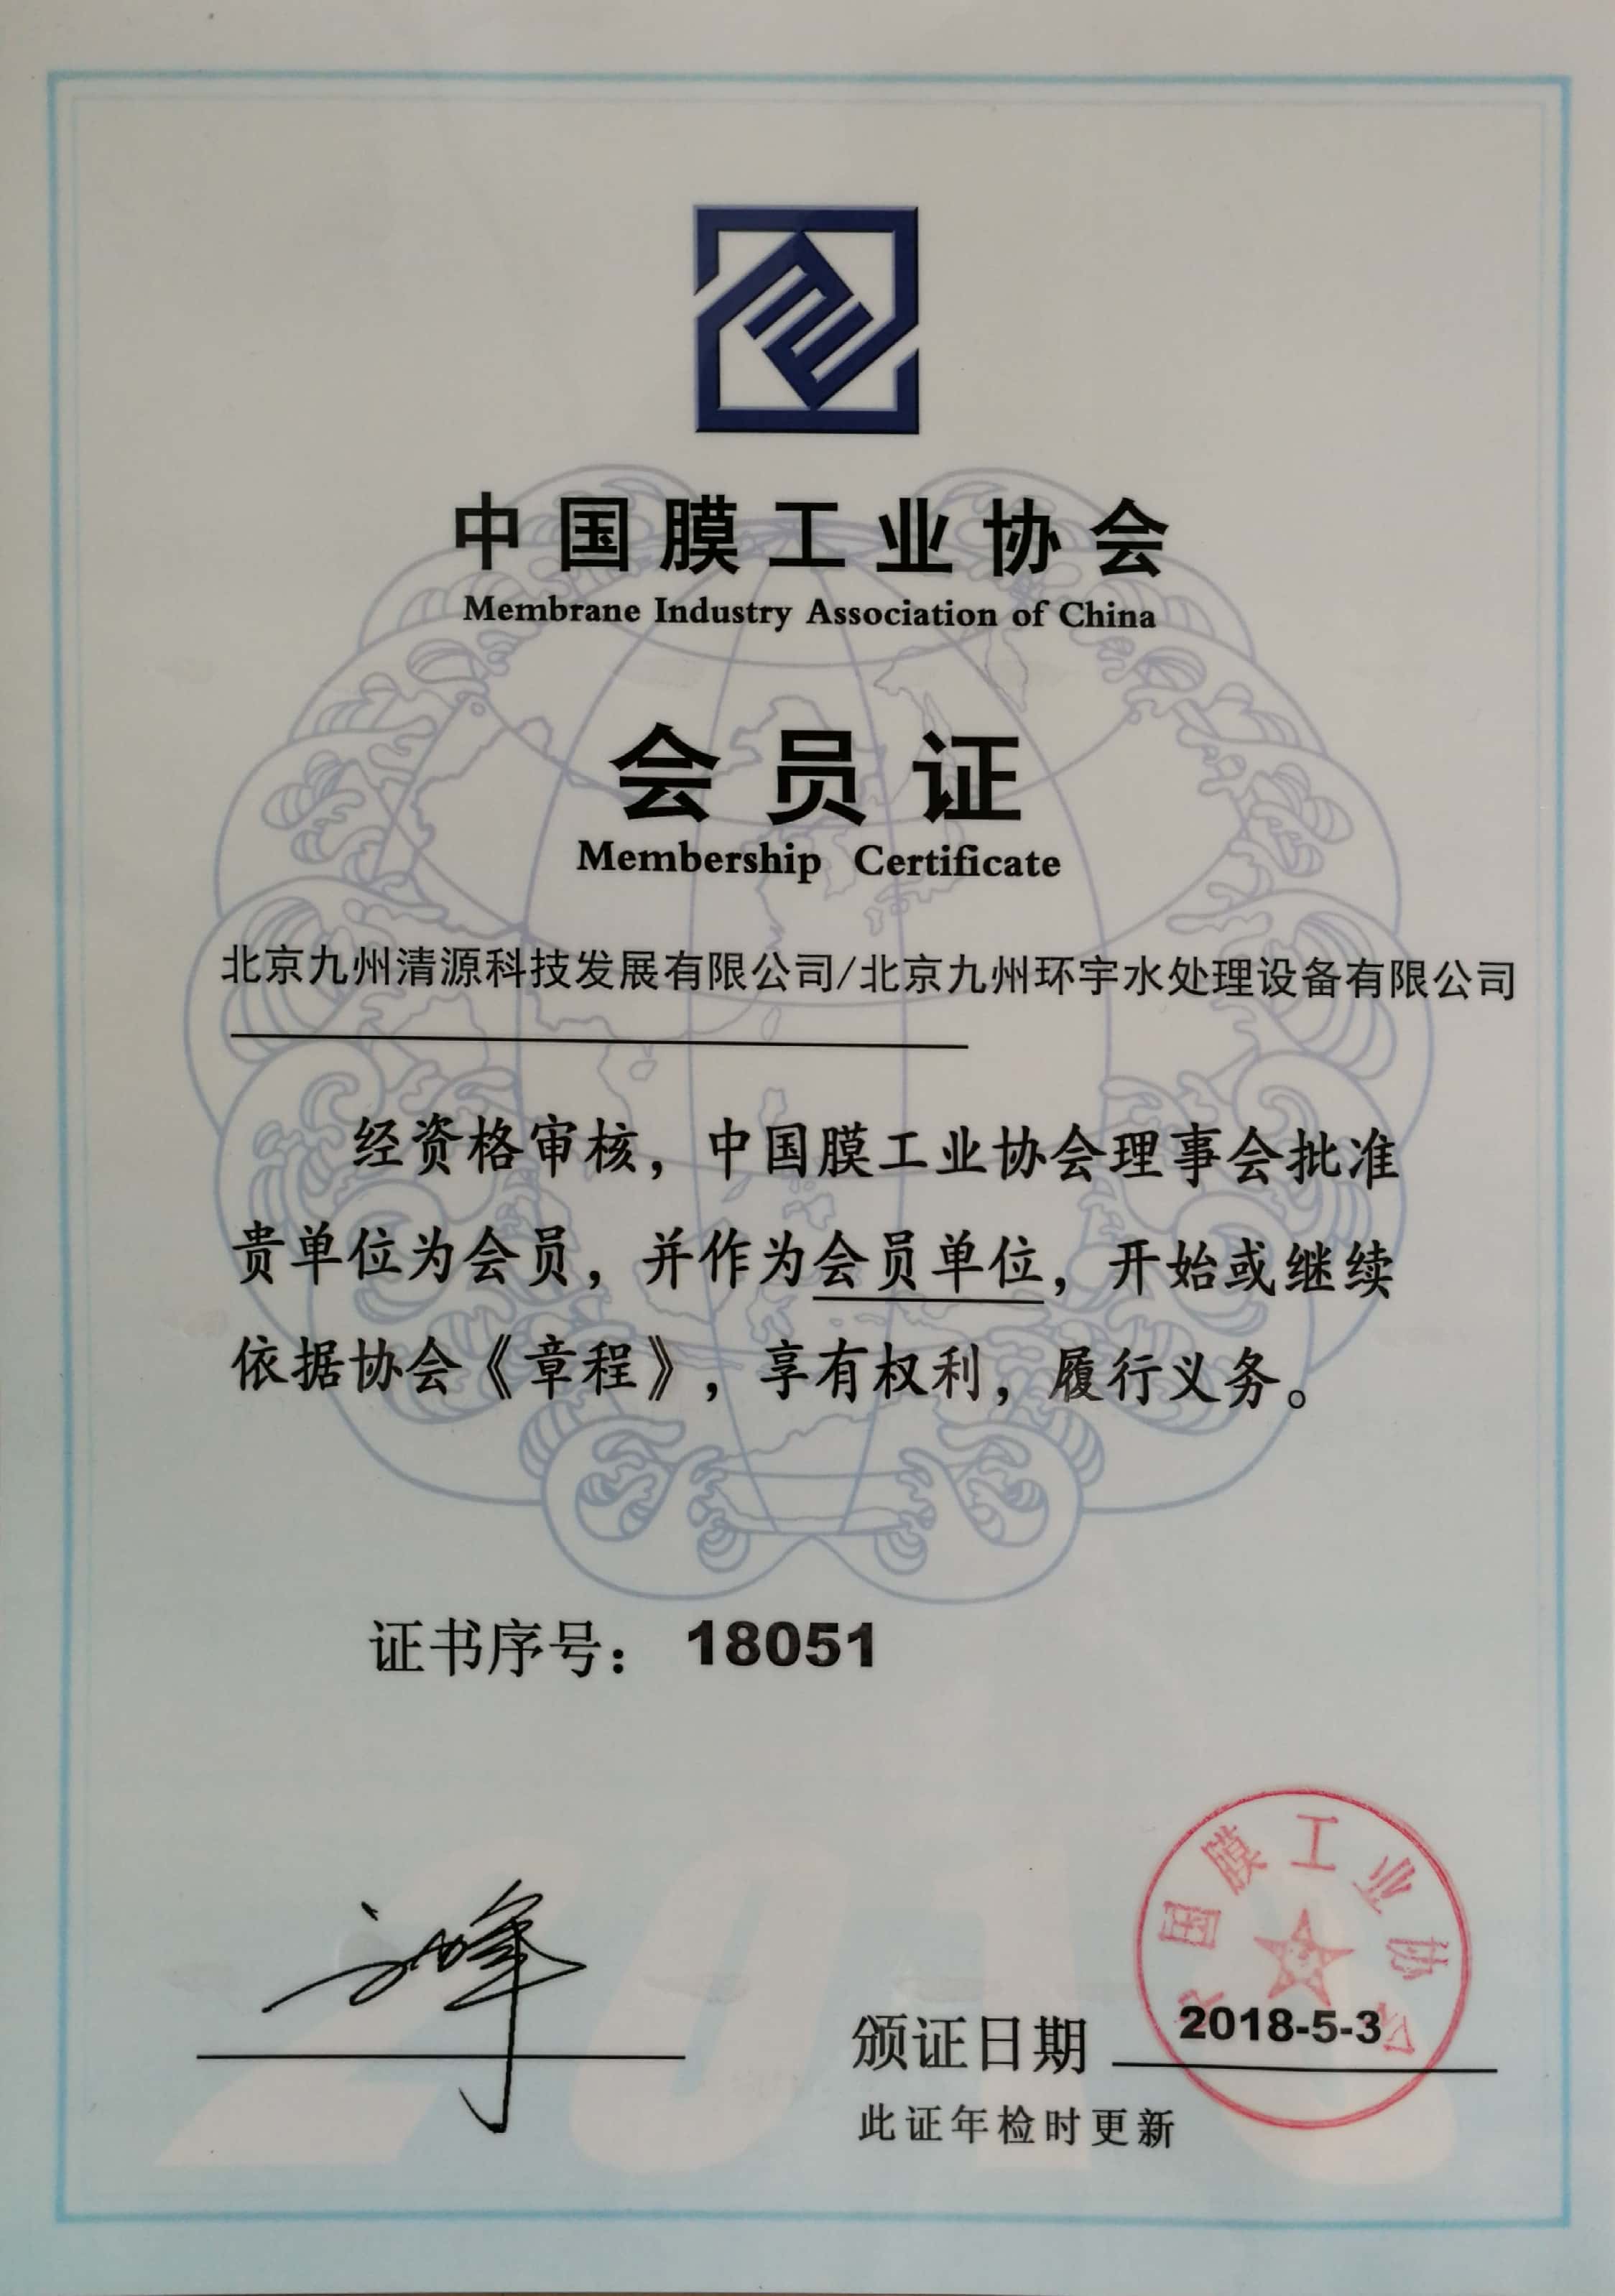 中国膜工业协会
Membrane Industry Association of China
会员证
Membership Certificate
北京九州清源科技发展有限公司/北京九州环宇水处理设备有限公司
经资格审核，中国膜工业协会理事会批准
贵单位为会员，并作为会员单位，开始或继续
依据协会《章程》，享有权利，履行义务。
证书序号： 18051
中国膜工业协会
颁证日期 2018-5-3
此证年检时更新